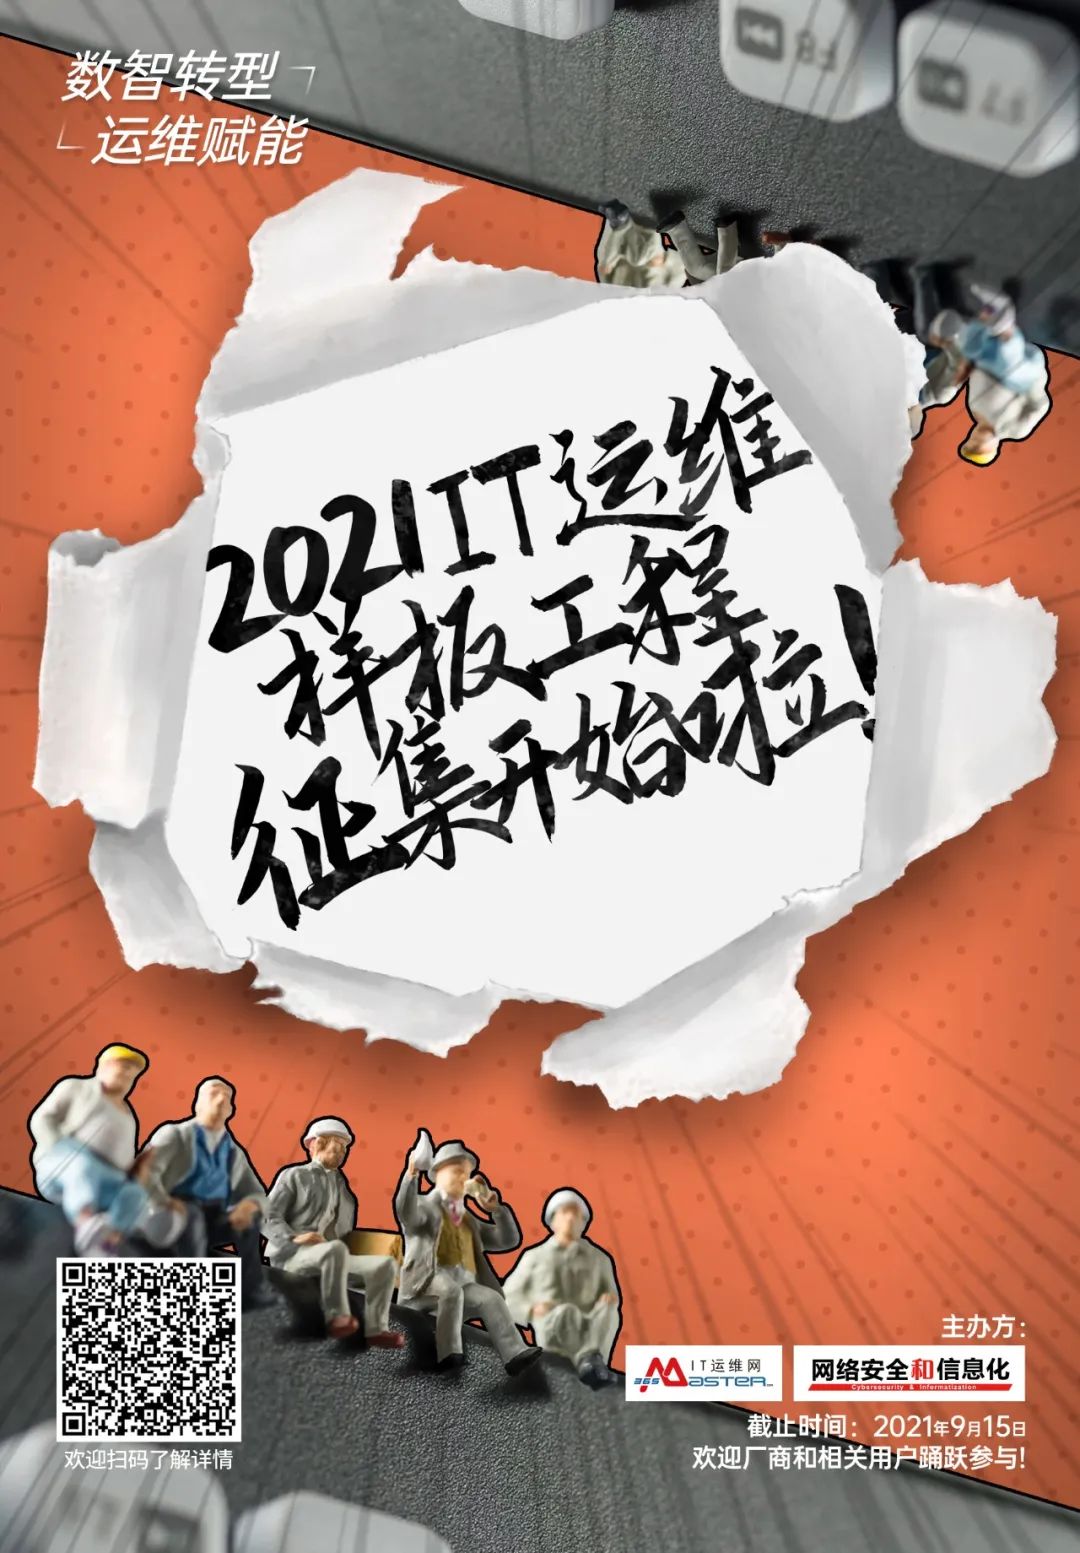 数智转型
运维赋能
2021IT运维
样板工程
征集开始啦!
主办方:
365 Master
IT运维网
网络安全和信息化
Cybersecurity & Informatization
截止时间: 2021年9月15日
欢迎厂商和相关用户踊跃参与!
欢迎扫码了解详情